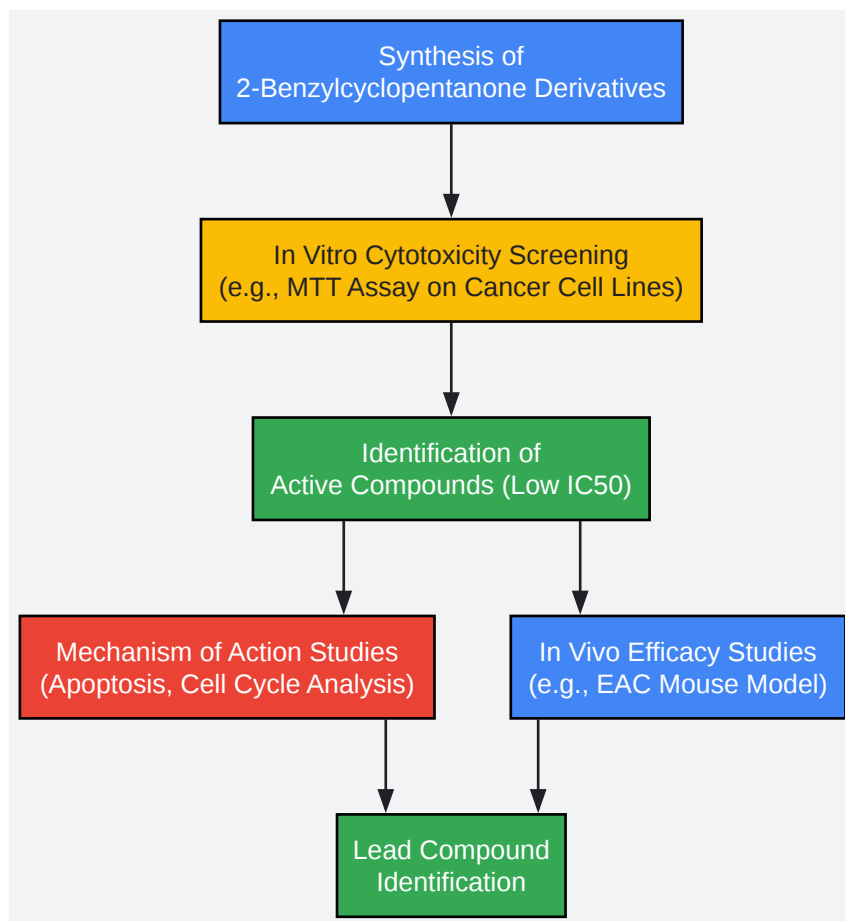 Synthesis of
2-Benzylcyclopentanone Derivatives
In Vitro Cytotoxicity Screening
(e.g., MTT Assay on Cancer Cell Lines)
Identification of
Active Compounds (Low IC50)
Mechanism of Action Studies
(Apoptosis, Cell Cycle Analysis)
In Vivo Efficacy Studies
(e.g., EAC Mouse Model)
Lead Compound
Identification